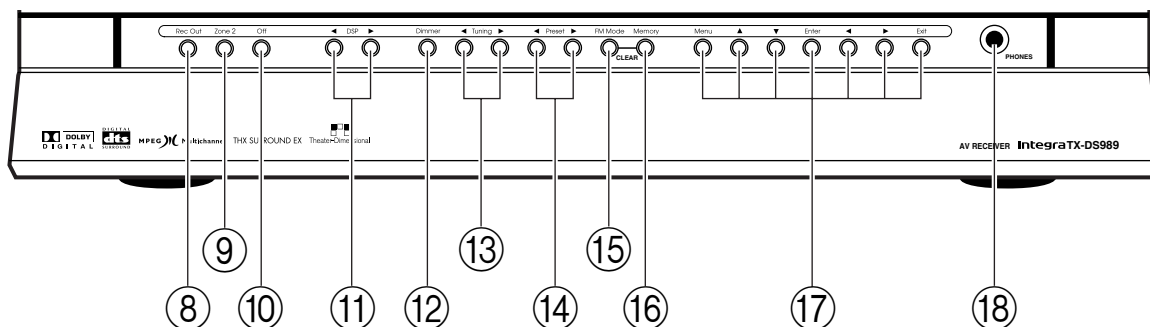 Rec Out Zone 2 Off ◄ DSP ► Dimmer ◄ Tuning ► ◄ Preset ► FM Mode Memory Menu ▲ ▼ Enter ◄ ► Exit
CLEAR
PHONES
DOLBY
DIGITAL
DIGITAL
dts
SURROUND
MPEG Multichannel
THX SURROUND EX
Theater-Dimensional
AV RECEIVER Integra TX-DS989
9 13 15
8 10 11 12 14 16 17 18